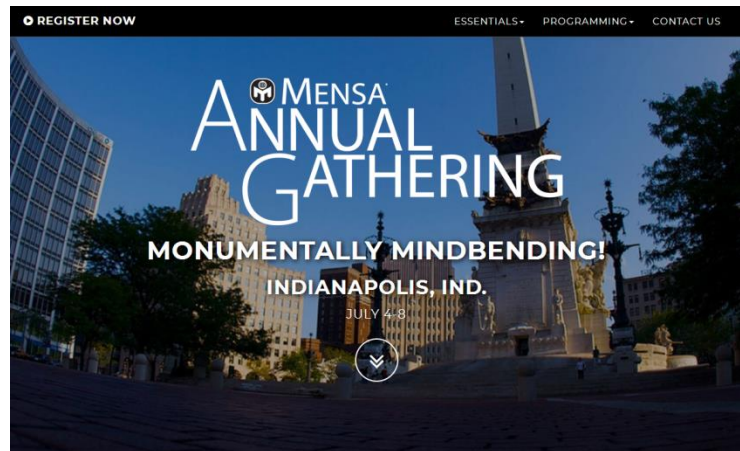 REGISTER NOW
ESSENTIALS
PROGRAMMING
CONTACT US
MENSA
ANNUAL
GATHERING
MONUMENTALLY MINDBENDING!
INDIANAPOLIS, IND.
JULY 4-8